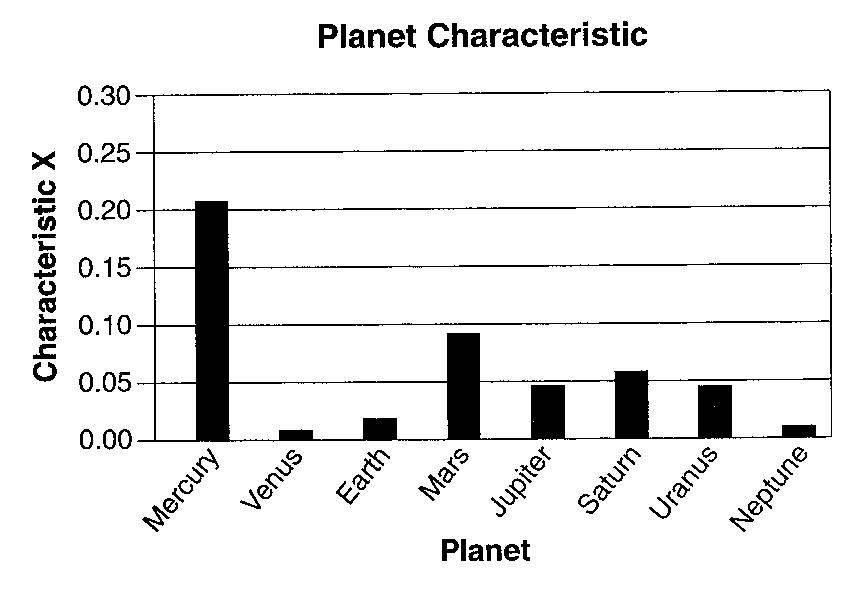 Planet Characteristic
Characteristic X
0.30
0.25
0.20
0.15
0.10
0.05
0.00
Mercury
Venus
Earth
Mars
Jupiter
Saturn
Uranus
Neptune
Planet